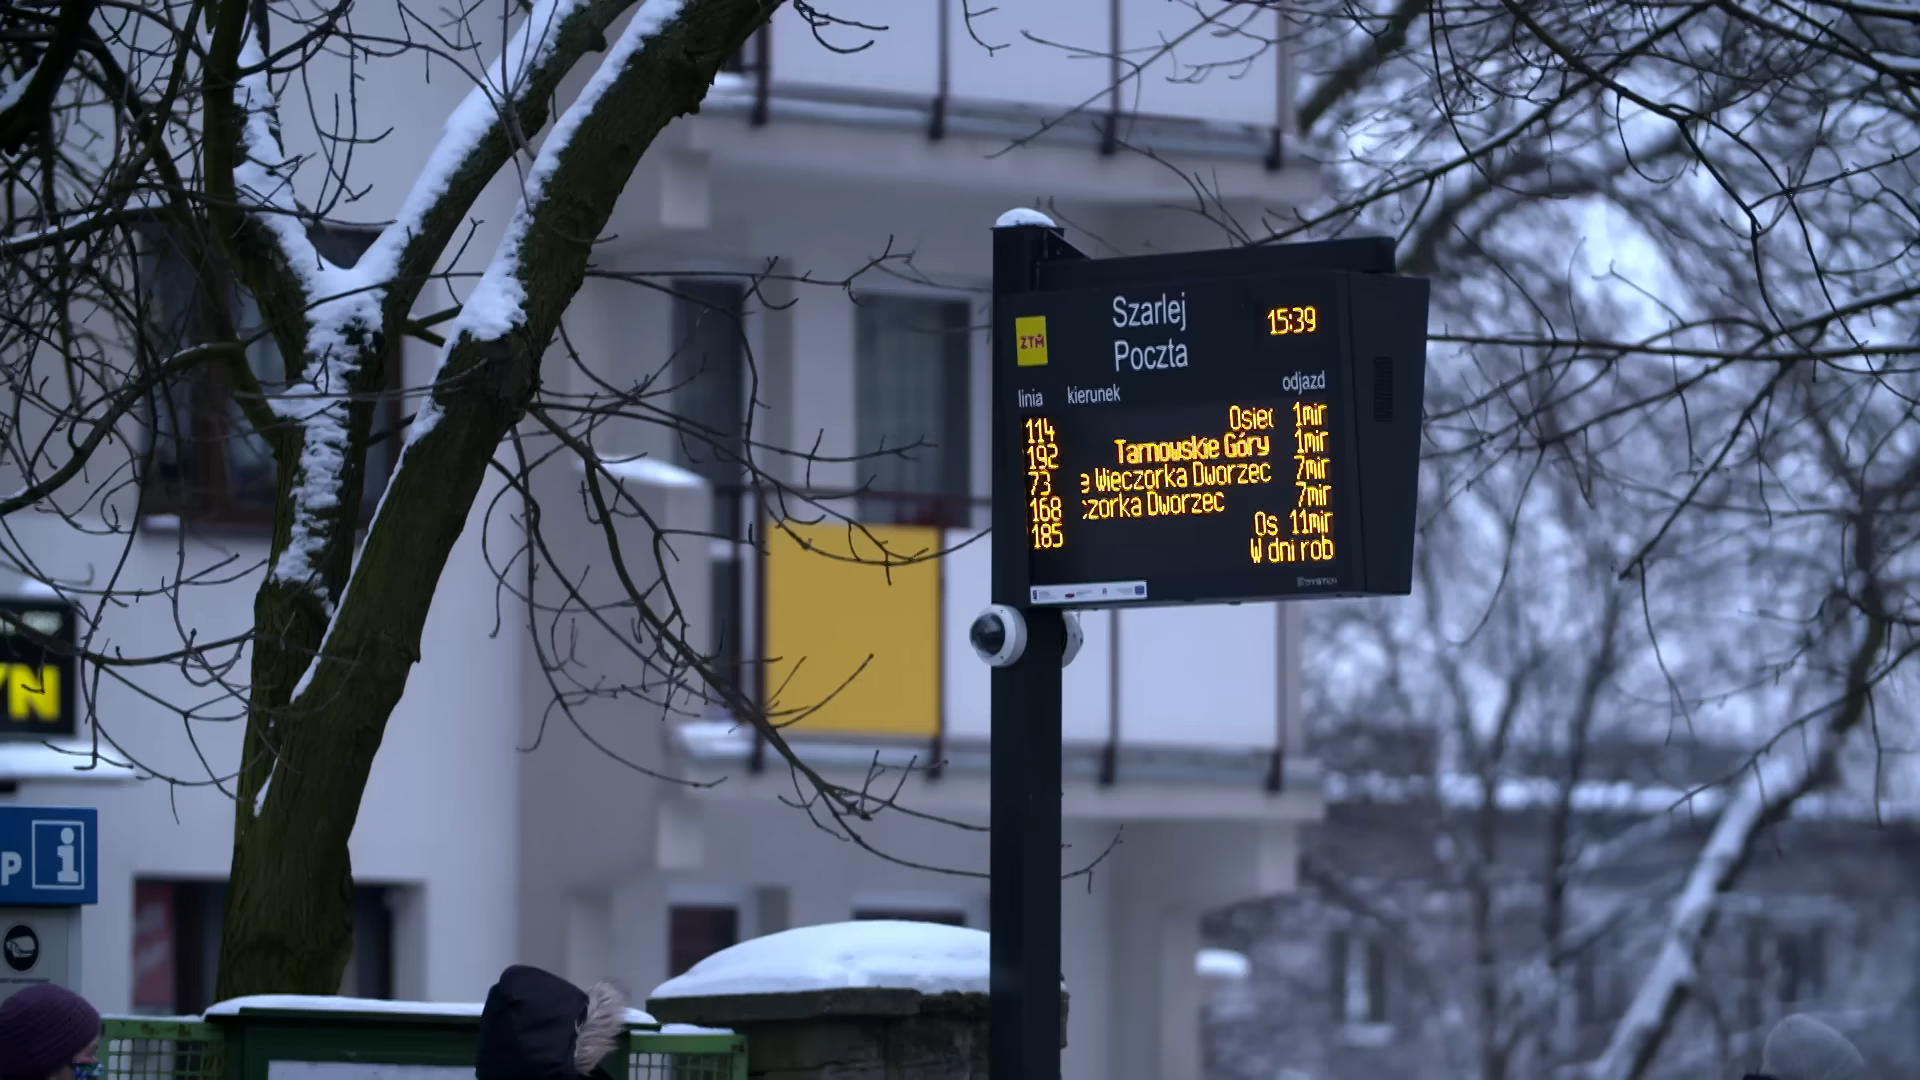 Szarlej
Poczta
15:39
ZTM
linia kierunek odjazd
114 Osie 1mir
192 Tarnowskie Góry 1mir
73 Wieczorka Dworzec 7mir
168 zorka Dworzec 7mir
185 Os 11mir
W dni rob
YN
P i